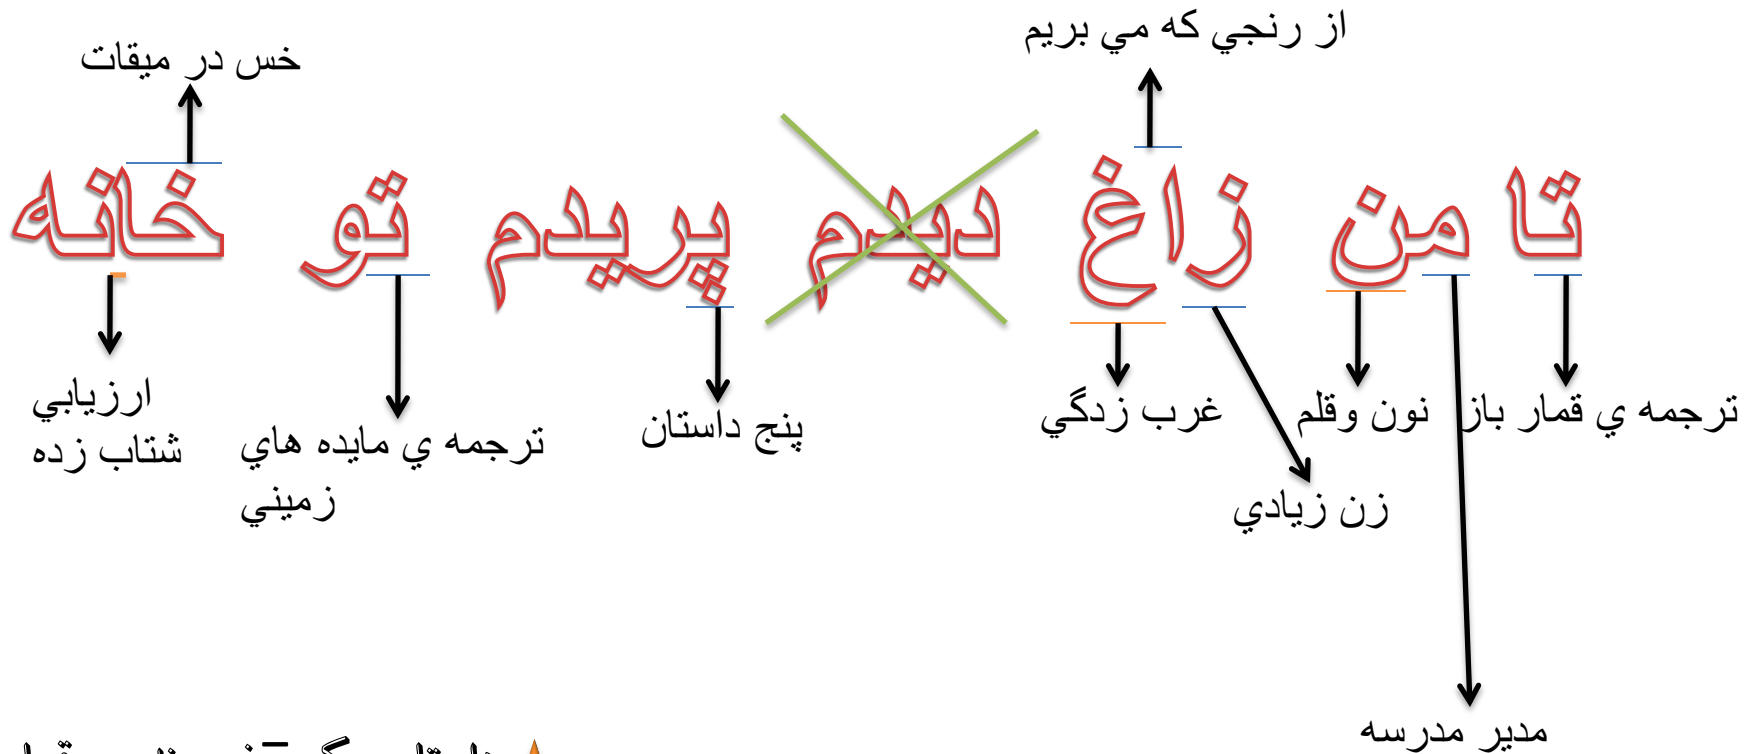 از رنجي كه مي بريم
خس در ميقات
تا من زاغ ديدم پريدم تو خانه
ترجمه ي قمار باز
نون وقلم
غرب زدگي
پنج داستان
ترجمه ي مايده هاي
زميني
ارزيابي
شتاب زده
زن زيادي
مدير مدرسه